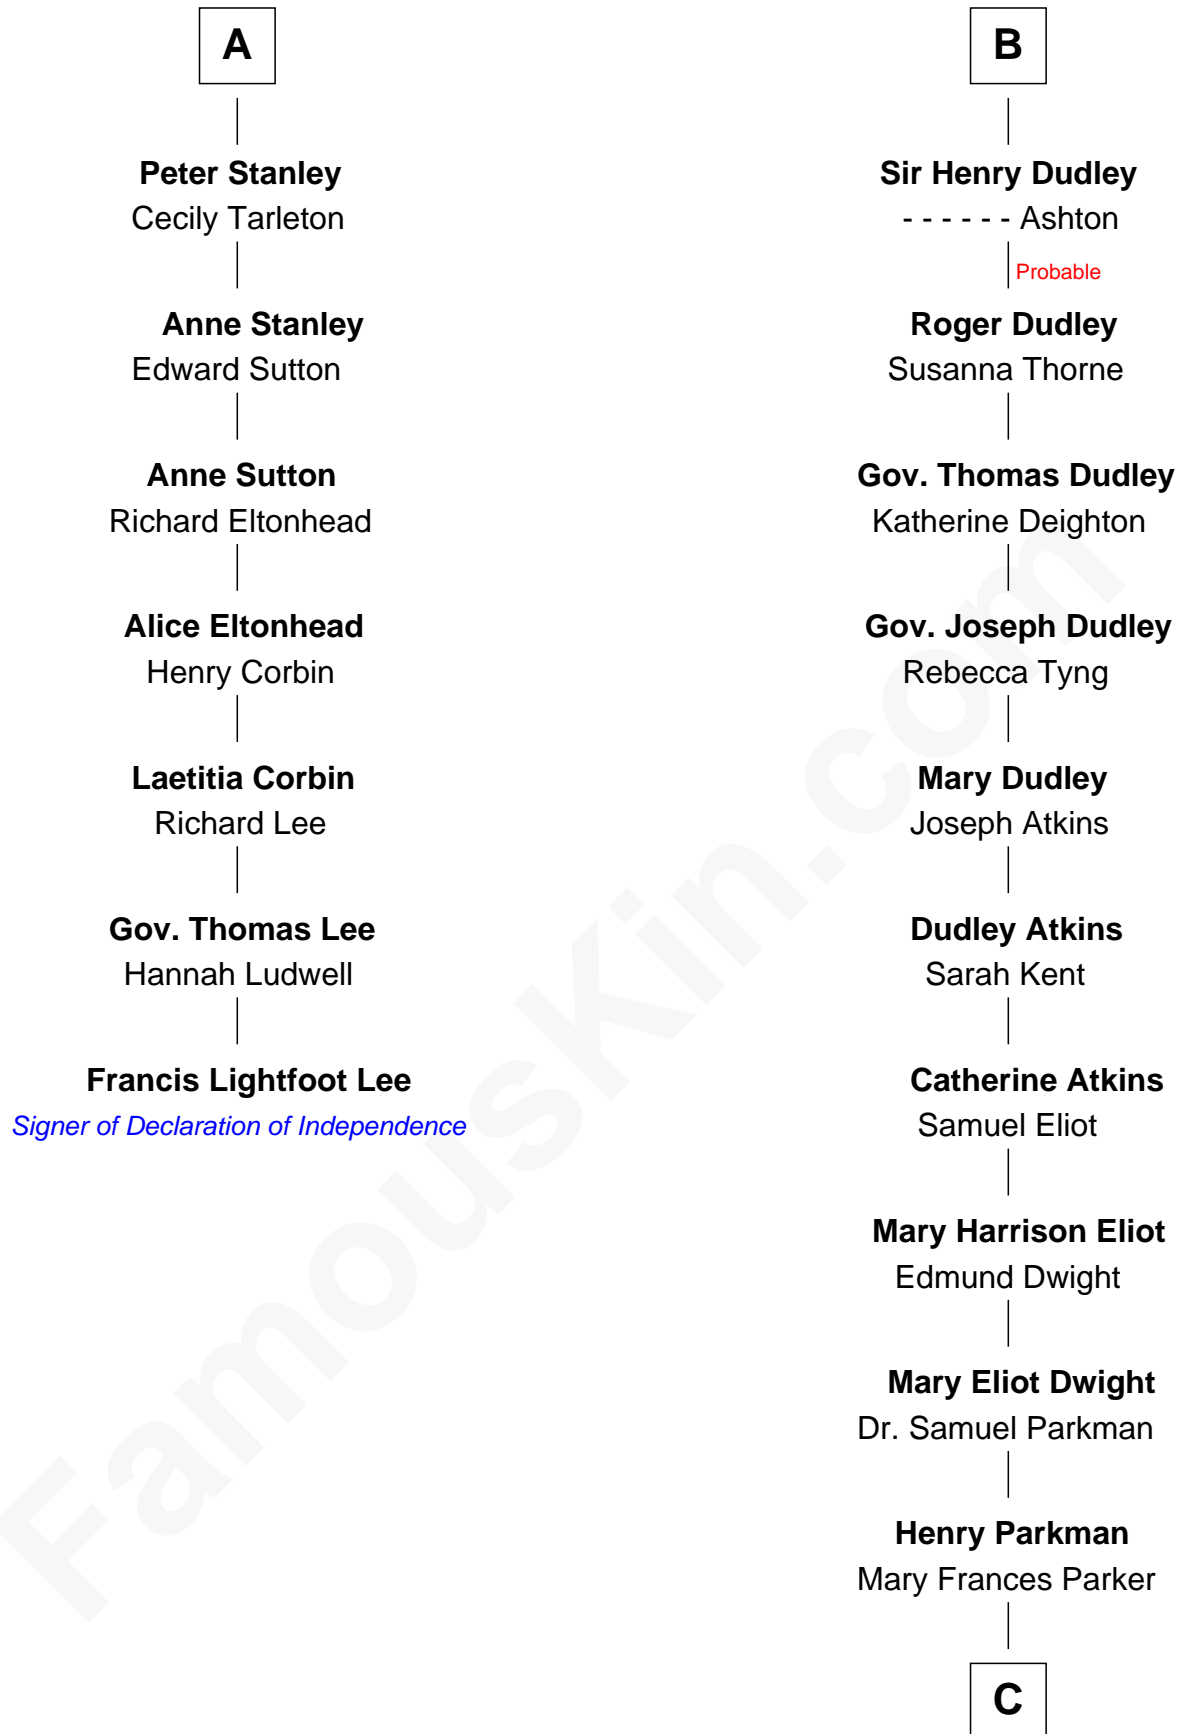 A
Peter Stanley
Cecily Tarleton
Anne Stanley
Edward Sutton
Anne Sutton
Richard Eltonhead
Alice Eltonhead
Henry Corbin
Laetitia Corbin
Richard Lee
Gov. Thomas Lee
Hannah Ludwell
Francis Lightfoot Lee
Signer of Declaration of Independence
B
Sir Henry Dudley
- - - - - - Ashton
Probable
Roger Dudley
Susanna Thorne
Gov. Thomas Dudley
Katherine Deighton
Gov. Joseph Dudley
Rebecca Tyng
Mary Dudley
Joseph Atkins
Dudley Atkins
Sarah Kent
Catherine Atkins
Samuel Eliot
Mary Harrison Eliot
Edmund Dwight
Mary Eliot Dwight
Dr. Samuel Parkman
Henry Parkman
Mary Frances Parker
C
FamousKin.com